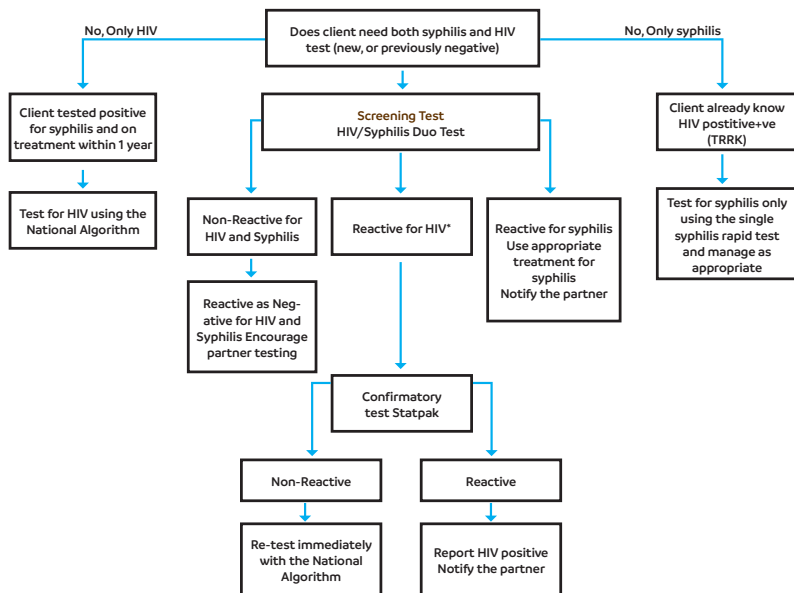 No, Only HIV
Does client need both syphilis and HIV
test (new, or previously negative)
No, Only syphilis
Client tested positive
for syphilis and on
treatment within 1 year
Screening Test
HIV/Syphilis Duo Test
Client already know
HIV postitive+ve
(TRRK)
Test for HIV using the
National Algorithm
Non-Reactive for
HIV and Syphilis
Reactive for HIV*
Reactive for syphilis
Use appropriate
treatment for
syphilis
Notify the partner
Test for syphilis only
using the single
syphilis rapid test
and manage as
appropriate
Reactive as Neg-
ative for HIV and
Syphilis Encourage
partner testing
Confirmatory
test Statpak
Non-Reactive
Reactive
Re-test immediately
with the National
Algorithm
Report HIV positive
Notify the partner